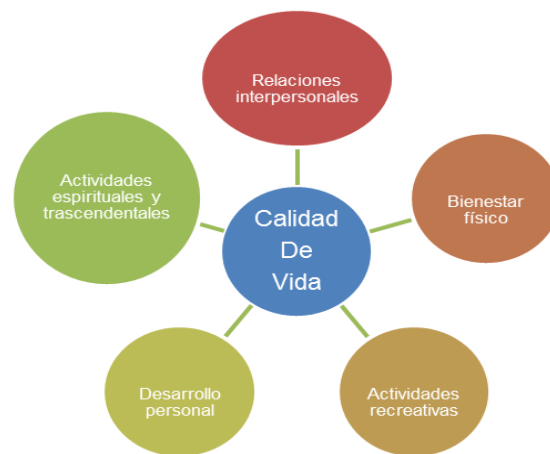 Relaciones
interpersonales
Actividades
espirituales y
trascendentales
Bienestar
físico
Calidad
De
Vida
Desarrollo
personal
Actividades
recreativas